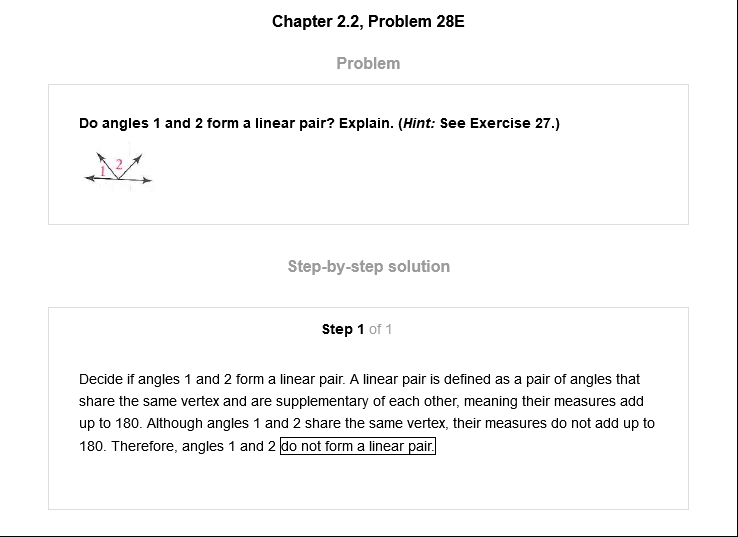 Chapter 2.2, Problem 28E
Problem
Do angles 1 and 2 form a linear pair? Explain. (Hint: See Exercise 27.)
1 2
Step-by-step solution
Step 1 of 1
Decide if angles 1 and 2 form a linear pair. A linear pair is defined as a pair of angles that
share the same vertex and are supplementary of each other, meaning their measures add
up to 180. Although angles 1 and 2 share the same vertex, their measures do not add up to
180. Therefore, angles 1 and 2 do not form a linear pair.